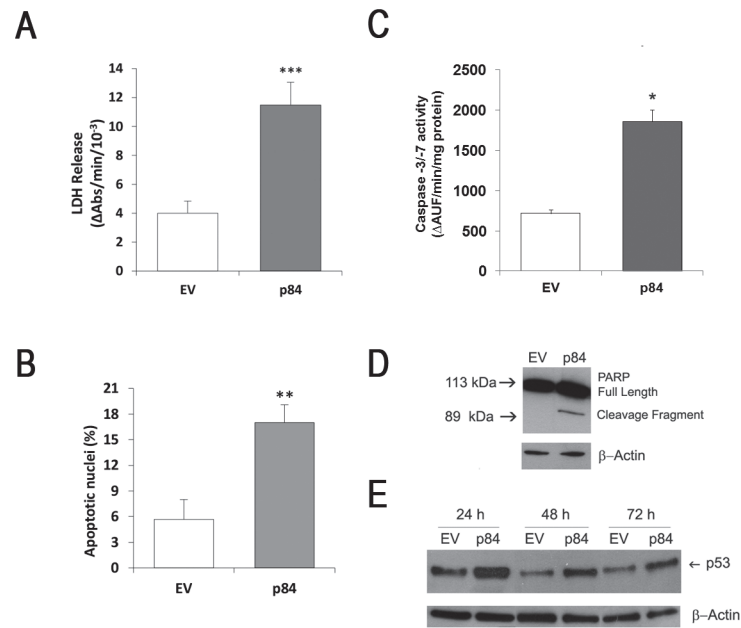 A
LDH Release
(ΔAbs/min/10⁻³)
14
12
10
8
6
4
2
0
***
EV
p84
B
Apoptotic nuclei (%)
21
18
15
12
9
6
3
0
**
EV
p84
C
Caspase -3/-7 activity
(ΔAUF/min/mg protein)
2500
2000
1500
1000
500
0
*
EV
p84
D
EV p84
113 kDa→
PARP
Full Length
89 kDa→
Cleavage Fragment
β–Actin
E
24 h 48 h 72 h
EV p84 EV p84 EV p84
← p53
β–Actin